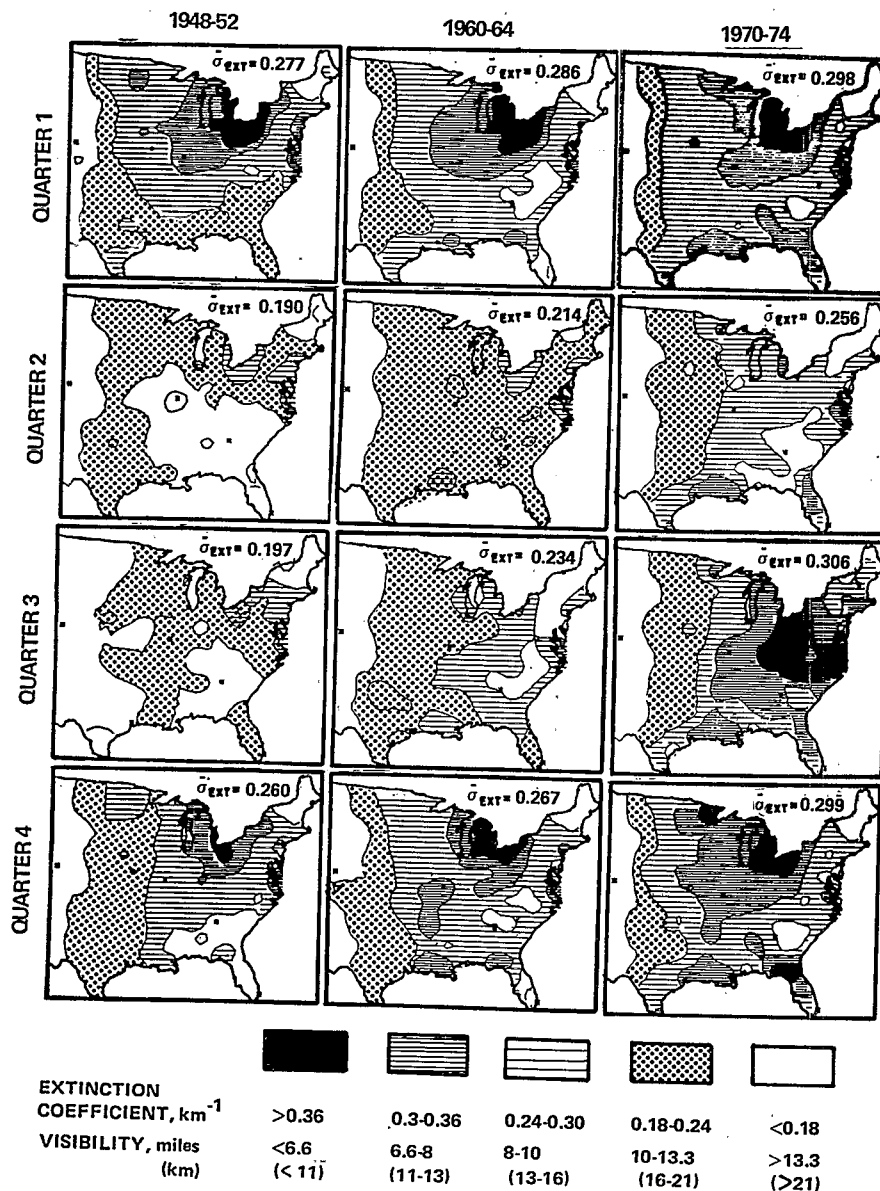 1948-52 1960-64 1970-74
QUARTER 1
σ̄EXT = 0.277 σ̄EXT = 0.286 σ̄EXT = 0.298
QUARTER 2
σ̄EXT = 0.190 σ̄EXT = 0.214 σ̄EXT = 0.256
QUARTER 3
σ̄EXT = 0.197 σ̄EXT = 0.234 σ̄EXT = 0.306
QUARTER 4
σ̄EXT = 0.260 σ̄EXT = 0.267 σ̄EXT = 0.299
EXTINCTION
COEFFICIENT, km⁻¹ >0.36 0.3-0.36 0.24-0.30 0.18-0.24 <0.18
VISIBILITY, miles <6.6 6.6-8 8-10 10-13.3 >13.3
(km) (< 11) (11-13) (13-16) (16-21) (>21)